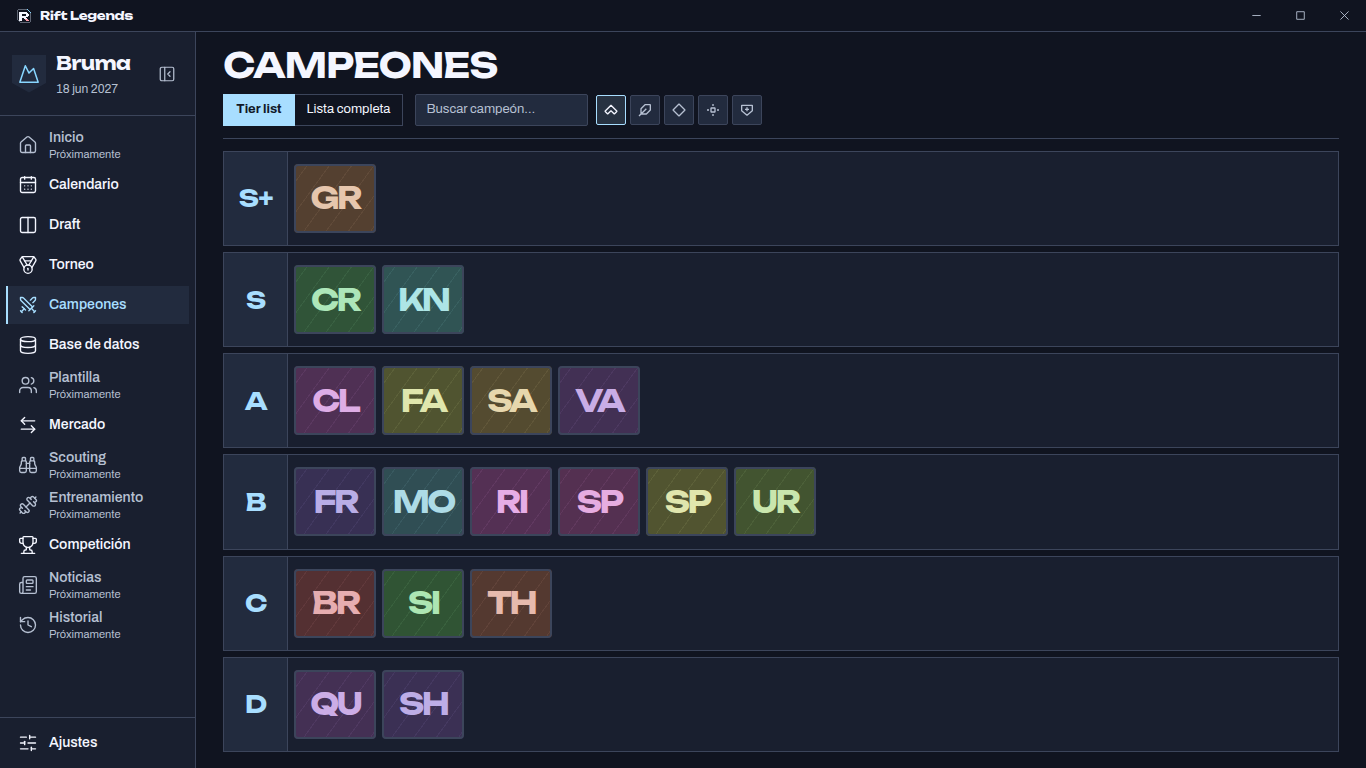 Rift Legends
Bruma
18 jun 2027
Inicio
Próximamente
Calendario
Draft
Torneo
Campeones
Base de datos
Plantilla
Próximamente
Mercado
Scouting
Próximamente
Entrenamiento
Próximamente
Competición
Noticias
Próximamente
Historial
Próximamente
Ajustes
CAMPEONES
Tier list Lista completa Buscar campeón...
S+ GR
S CR KN
A CL FA SA VA
B FR MO RI SP SP UR
C BR SI TH
D QU SH